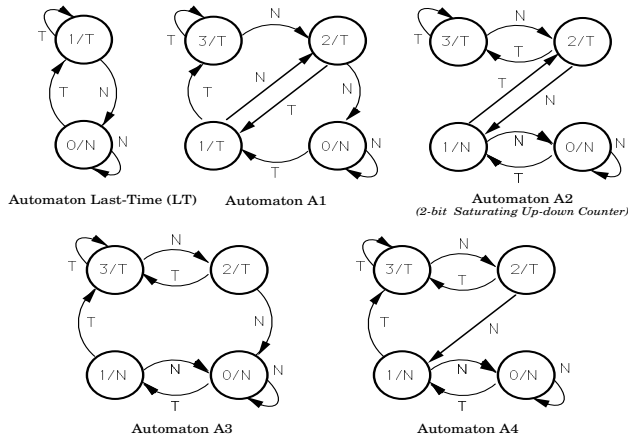 N
N
T 1/T T 3/T 2/T T 3/T T 2/T
N
T N T N T N
T
0/N N 1/T 0/N N 1/N N 0/N N
T T
Automaton Last-Time (LT) Automaton A1 Automaton A2
(2-bit Saturating Up-down Counter)
N N
T 3/T T 2/T T 3/T T 2/T
T N T N
1/N N 0/N N 1/N N 0/N N
T T
Automaton A3 Automaton A4